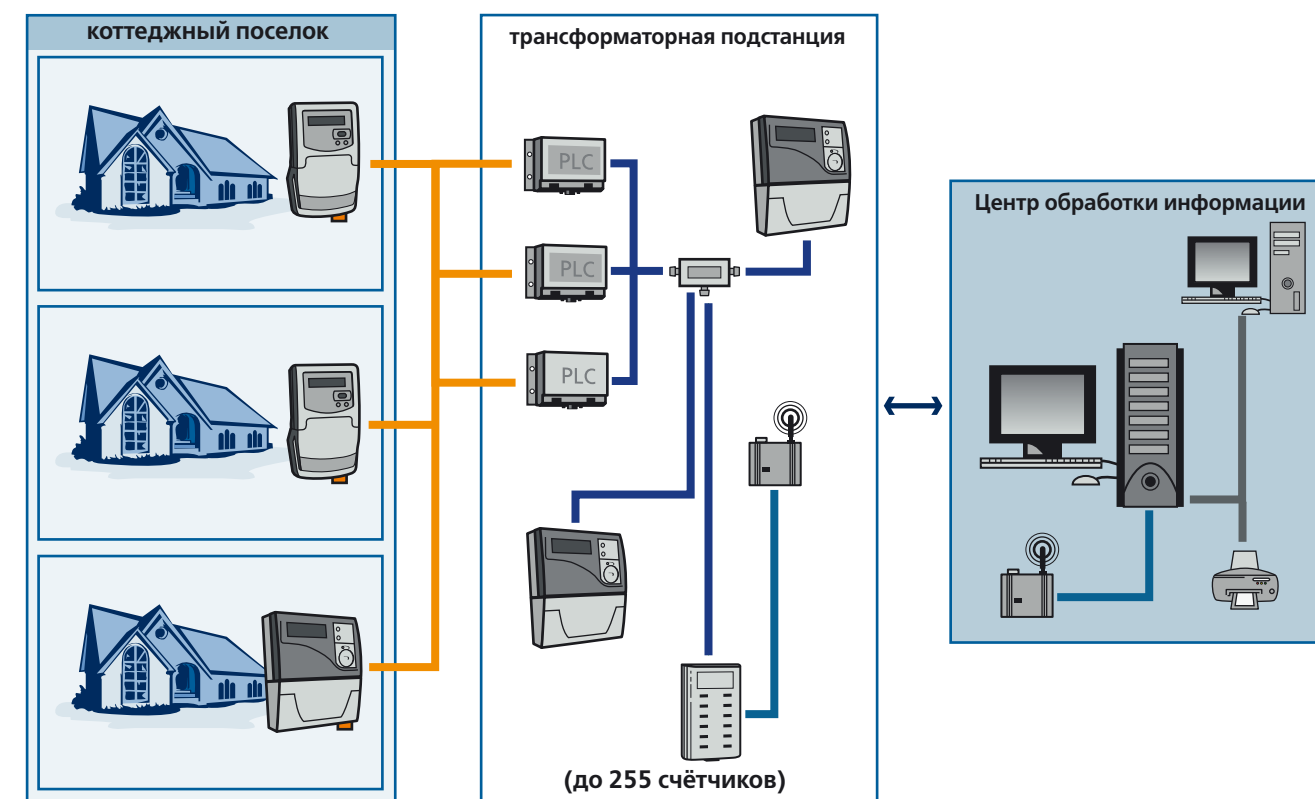 коттеджный поселок
трансформаторная подстанция
PLC
PLC
PLC
Центр обработки информации
(до 255 счётчиков)